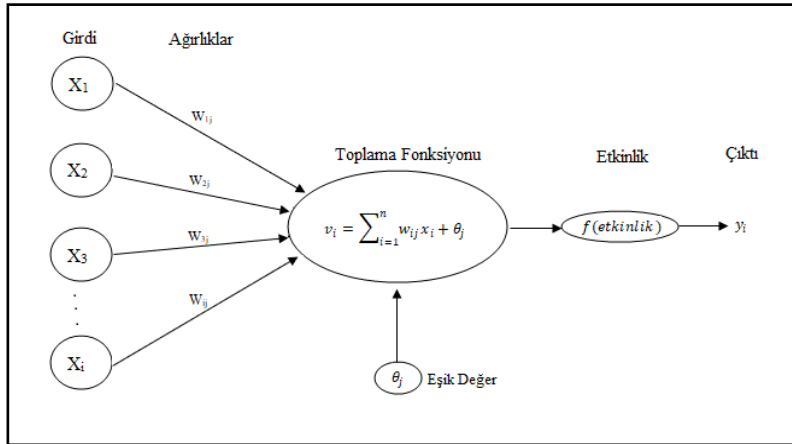 Girdi Ağırlıklar
X1
W1j
Toplama Fonksiyonu Etkinlik Çıktı
X2
W2j
vi = ∑ n i=1 wij xi + θj
f(etkinlik)
yi
X3
W3j
.
.
.
Wij
Xi
θj Eşik Değer